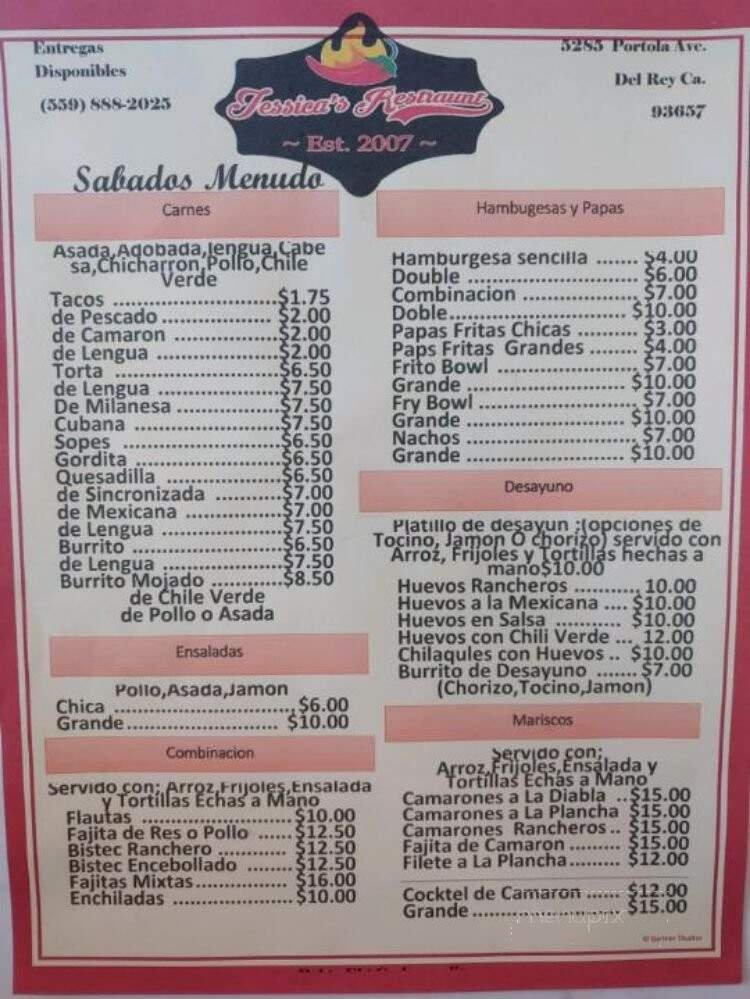 Entregas
Disponibles
(559) 888-2025
Jessica's Restraunt
~ Est. 2007 ~
5285 Portola Ave.
Del Rey Ca.
93657
Sabados Menudo
Carnes
Asada,Adobada,lengua,Cabe
sa,Chicharron,Pollo,Chile
Verde
Tacos ........................$1.75
de Pescado ................ $2.00
de Camaron ...............$2.00
de Lengua ..................$2.00
Torta ........................$6.50
de Lengua ..................$7.50
De Milanesa ...............$7.50
Cubana ......................$7.50
Sopes ........................$6.50
Gordita ......................$6.50
Quesadilla ..................$6.50
de Sincronizada ..........$7.00
de Mexicana ...............$7.00
de Lengua ..................$7.50
Burrito ......................$6.50
de Lengua ..................$7.50
Burrito Mojado ............$8.50
de Chile Verde
de Pollo o Asada
Ensaladas
Pollo,Asada,Jamon
Chica ..........................$6.00
Grande....................... $10.00
Combinacion
Servido con; Arroz,Frijoles,Ensalada
y Tortillas Echas a Mano
Flautas .......................$10.00
Fajita de Res o Pollo ......$12.50
Bistec Ranchero ............ $12.50
Bistec Encebollado ........ $12.50
Fajitas Mixtas............... $16.00
Enchiladas ...................$10.00
Hambugesas y Papas
Hamburgesa sencilla ....... $4.00
Double .........................$6.00
Combinacion .................$7.00
Doble.......................... $10.00
Papas Fritas Chicas .........$3.00
Paps Fritas Grandes ........ $4.00
Frito Bowl .....................$7.00
Grande ....................... $10.00
Fry Bowl .......................$7.00
Grande ........................$10.00
Nachos .........................$7.00
Grande ....................... $10.00
Desayuno
Platillo de desayun ;(opciones de
Tocino, Jamon O chorizo) servido con
Arroz, Frijoles y Tortillas hechas a
mano$10.00
Huevos Rancheros ........... 10.00
Huevos a la Mexicana .... $10.00
Huevos en Salsa ........... $10.00
Huevos con Chili Verde ... 12.00
Chilaqules con Huevos .. $10.00
Burrito de Desayuno ....... $7.00
(Chorizo,Tocino,Jamon)
Mariscos
Servido con;
Arroz,Frijoles,Ensalada y
Tortillas Echas a Mano
Camarones a La Diabla ..$15.00
Camarones a La Plancha $15.00
Camarones Rancheros .. $15.00
Fajita de Camaron......... $15.00
Filete a La Plancha......... $12.00
Cocktel de Camaron ...... $12.00
Grande ........................$15.00
menupix
© Gartner Studios